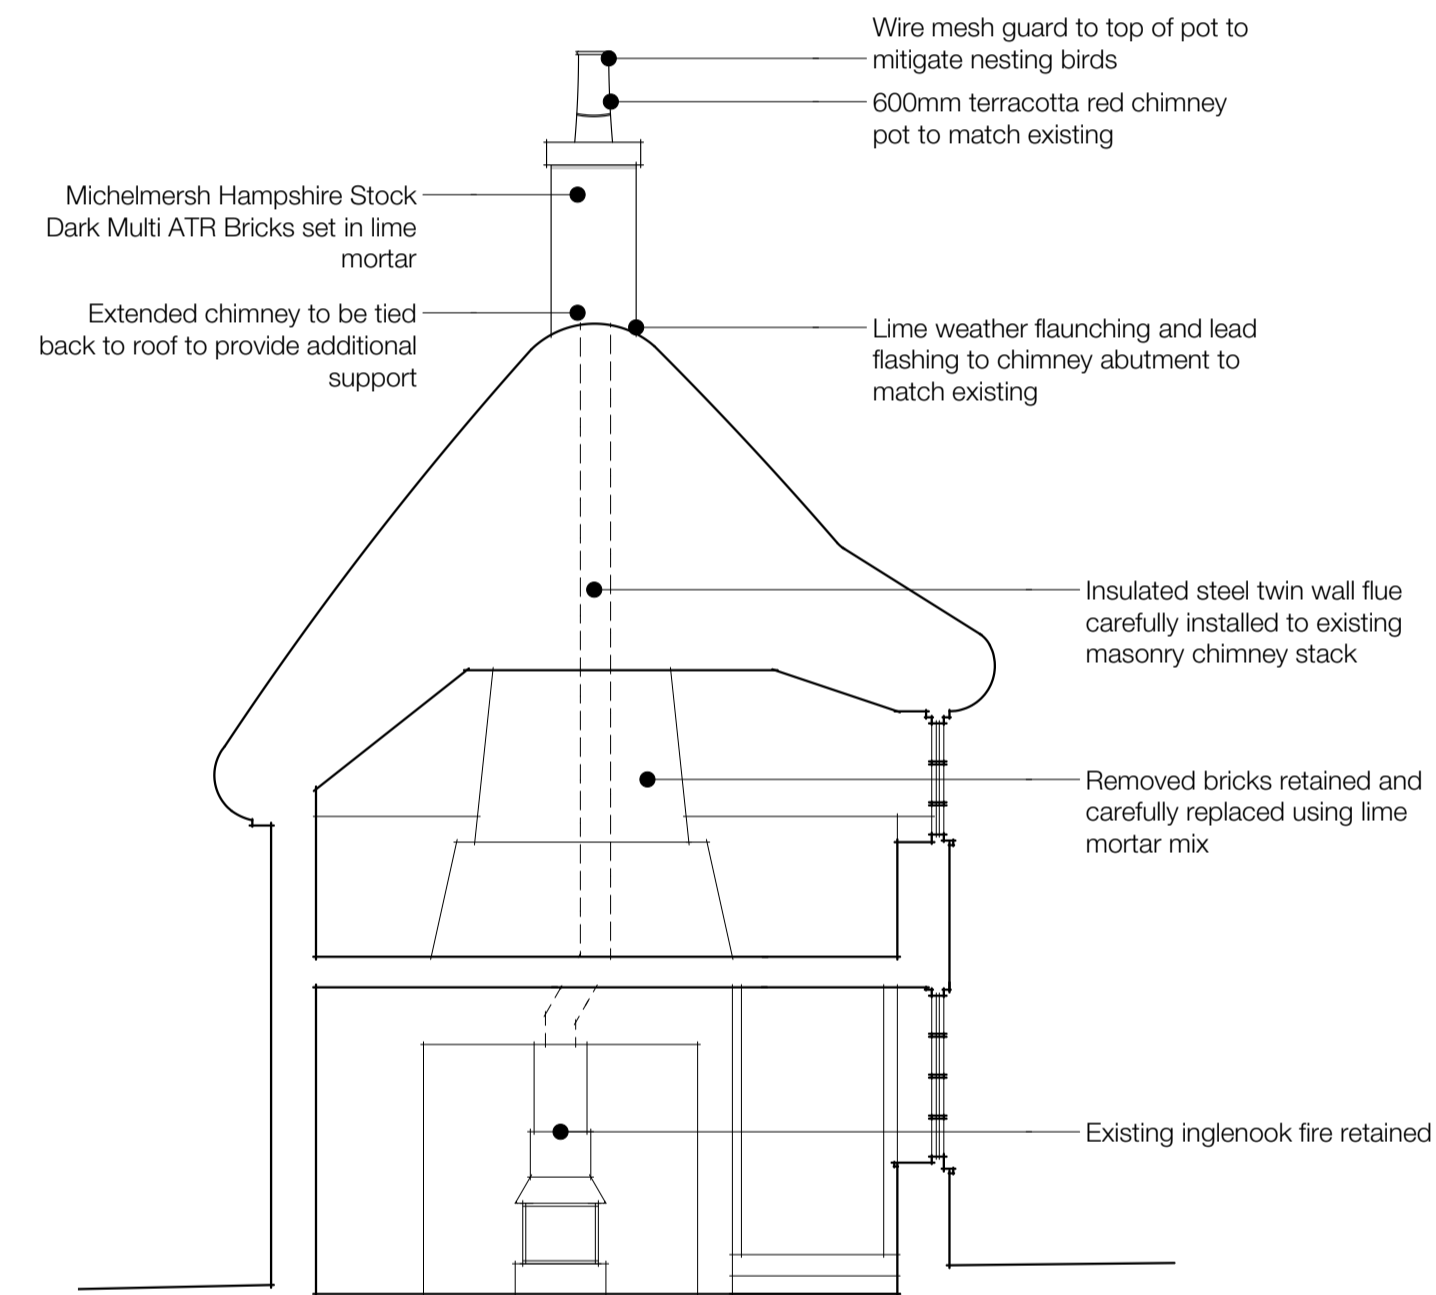 Wire mesh guard to top of pot to
mitigate nesting birds
600mm terracotta red chimney
pot to match existing
Michelmersh Hampshire Stock
Dark Multi ATR Bricks set in lime
mortar
Extended chimney to be tied
back to roof to provide additional
support
Lime weather flaunching and lead
flashing to chimney abutment to
match existing
Insulated steel twin wall flue
carefully installed to existing
masonry chimney stack
Removed bricks retained and
carefully replaced using lime
mortar mix
Existing inglenook fire retained